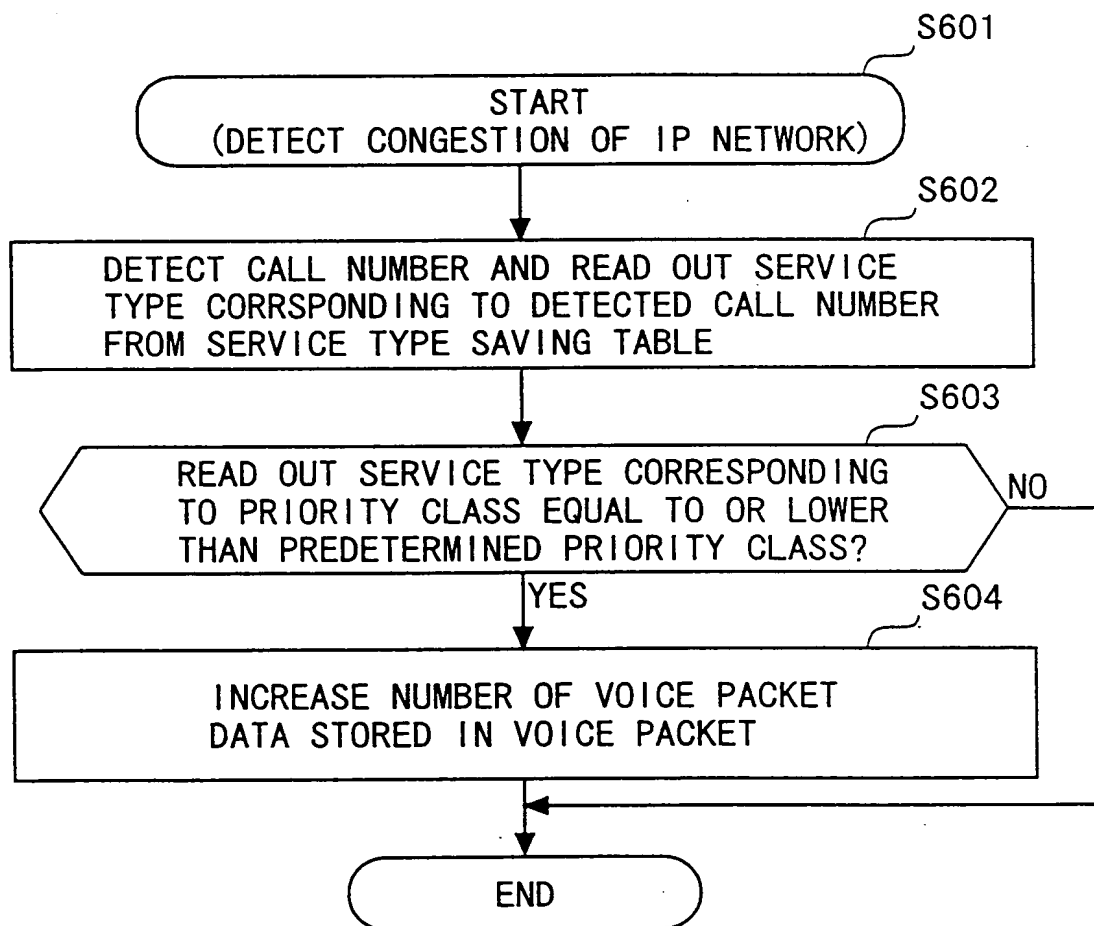 S601
START
(DETECT CONGESTION OF IP NETWORK)
S602
DETECT CALL NUMBER AND READ OUT SERVICE
TYPE CORRSPONDING TO DETECTED CALL NUMBER
FROM SERVICE TYPE SAVING TABLE
S603
READ OUT SERVICE TYPE CORRESPONDING
TO PRIORITY CLASS EQUAL TO OR LOWER
THAN PREDETERMINED PRIORITY CLASS?
NO
YES
S604
INCREASE NUMBER OF VOICE PACKET
DATA STORED IN VOICE PACKET
END